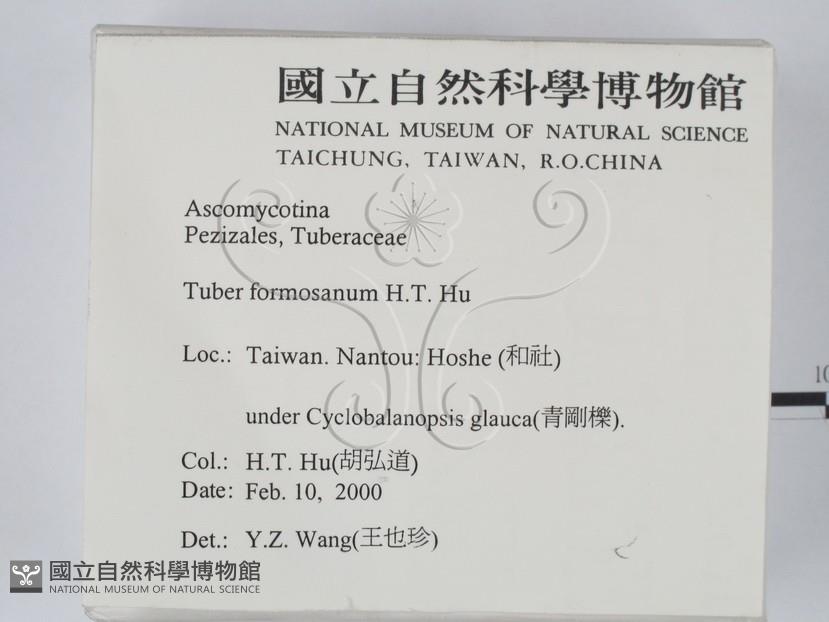 國立自然科學博物館
NATIONAL MUSEUM OF NATURAL SCIENCE
TAICHUNG, TAIWAN, R.O.CHINA
Ascomycotina
Pezizales, Tuberaceae
Tuber formosanum H.T. Hu
Loc.: Taiwan. Nantou: Hoshe (和社)
under Cyclobalanopsis glauca(青剛櫟).
Col.: H.T. Hu(胡弘道)
Date: Feb. 10, 2000
Det.: Y.Z. Wang(王也珍)
10
國立自然科學博物館
NATIONAL MUSEUM OF NATURAL SCIENCE